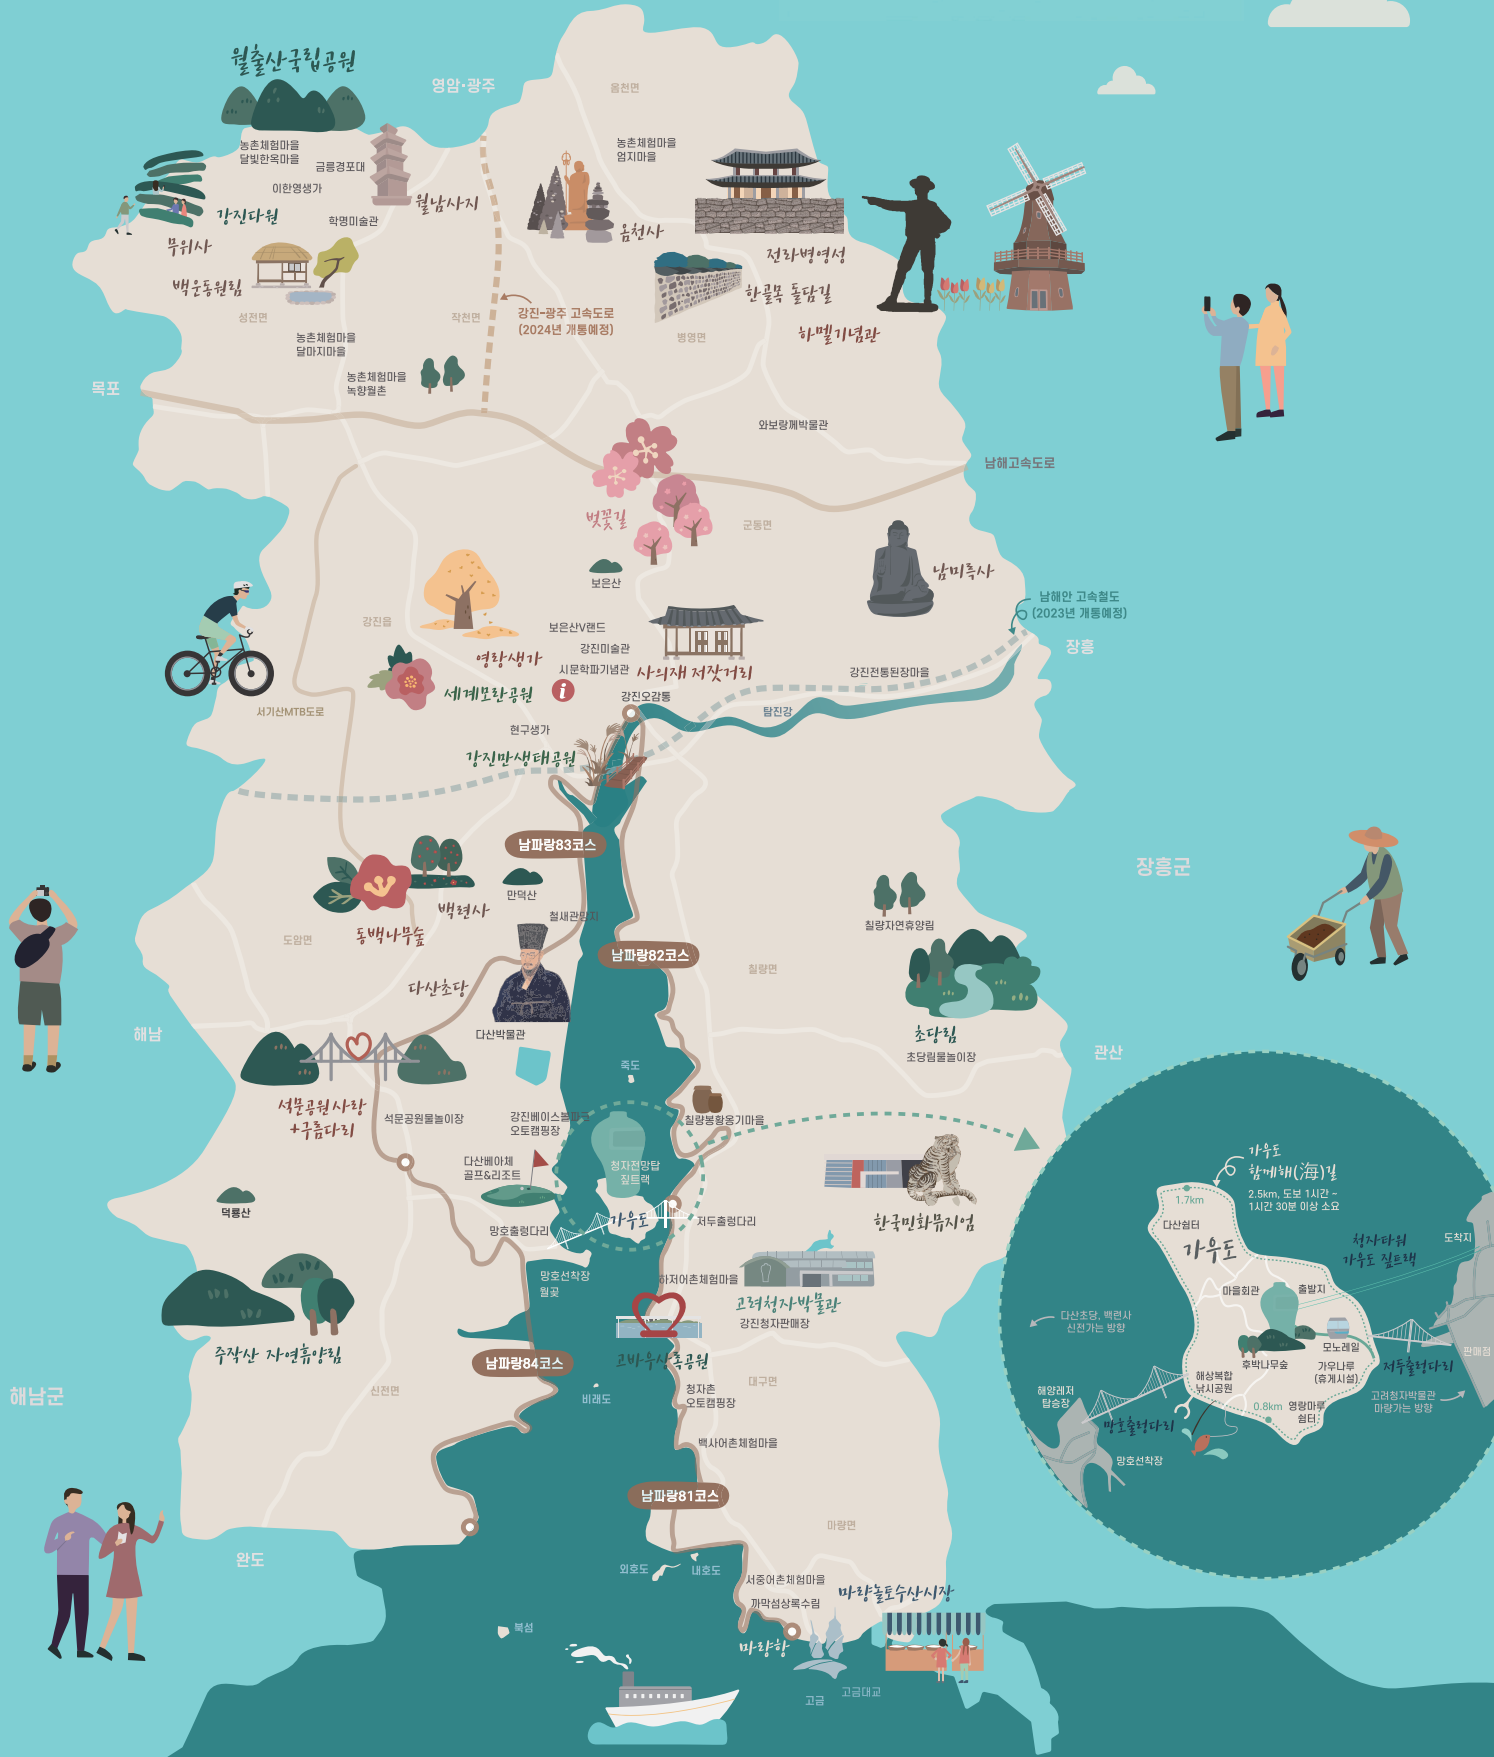 월출산국립공원
영암·광주
옴천면
농촌체험마을
달빛한옥마을
금릉경포대
이한영생가
학명미술관
월남사지
강진다원
무위사
백운동원림
성전면
작천면
농촌체험마을
엄지마을
옴천사
전라병영성
한골목 돌담길
하멜기념관
병영면
강진-광주 고속도로
(2024년 개통예정)
농촌체험마을
달마지마을
농촌체험마을
녹향월촌
목포
와보랑께박물관
남해고속도로
벚꽃길
군동면
보은산
남미륵사
남해안 고속철도
(2023년 개통예정)
장흥
강진읍
보은산V랜드
영랑생가
강진미술관
시문학파기념관
사의재 저잣거리
세계모란공원
i
강진오감통
강진전통된장마을
탐진강
서기산MTB도로
현구생가
강진만생태공원
남파랑83코스
만덕산
백련사
철새관망지
동백나무숲
도암면
남파랑82코스
칠량면
칠량자연휴양림
장흥군
다산초당
다산박물관
초당림
초당림물놀이장
해남
관산
죽도
석문공원사랑
+구름다리
석문공원물놀이장
강진베이스볼파크
오토캠핑장
칠량봉황옹기마을
다산베아체
골프&리조트
청자전망탑
짚트랙
가우도
망호출렁다리
저두출렁다리
한국민화뮤지엄
덕룡산
망호선착장
월곶
하저어촌체험마을
고려청자박물관
강진청자판매장
주작산 자연휴양림
남파랑84코스
고바우상록공원
해남군
신전면
비래도
대구면
청자촌
오토캠핑장
백사어촌체험마을
남파랑81코스
마량면
완도
외호도
내호도
서중어촌체험마을
까막섬상록수림
마량놀토수산시장
마량항
북섬
고금
고금대교
가우도
함께해(海)길
2.5km, 도보 1시간 ~
1시간 30분 이상 소요
1.7km
다산쉼터
가우도
청자타워
가우도 짚트랙
도착지
마을회관
출발지
다산초당, 백련사
신전가는 방향
모노레일
후박나무숲
가우나루
(휴게시설)
저두출렁다리
판매점
해상복합
낚시공원
해양레저
탑승장
0.8km
영랑마루
쉼터
고려청자박물관
마량가는 방향
망호출렁다리
망호선착장